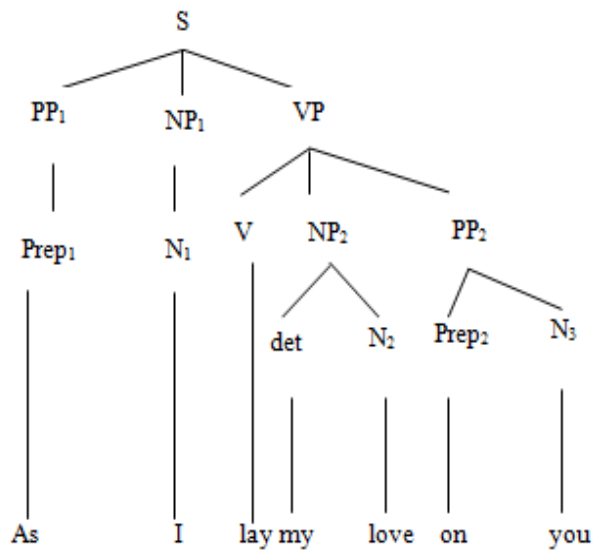 S
PP₁ NP₁ VP
Prep₁ N₁ V NP₂ PP₂
det N₂ Prep₂ N₃
As I lay my love on you